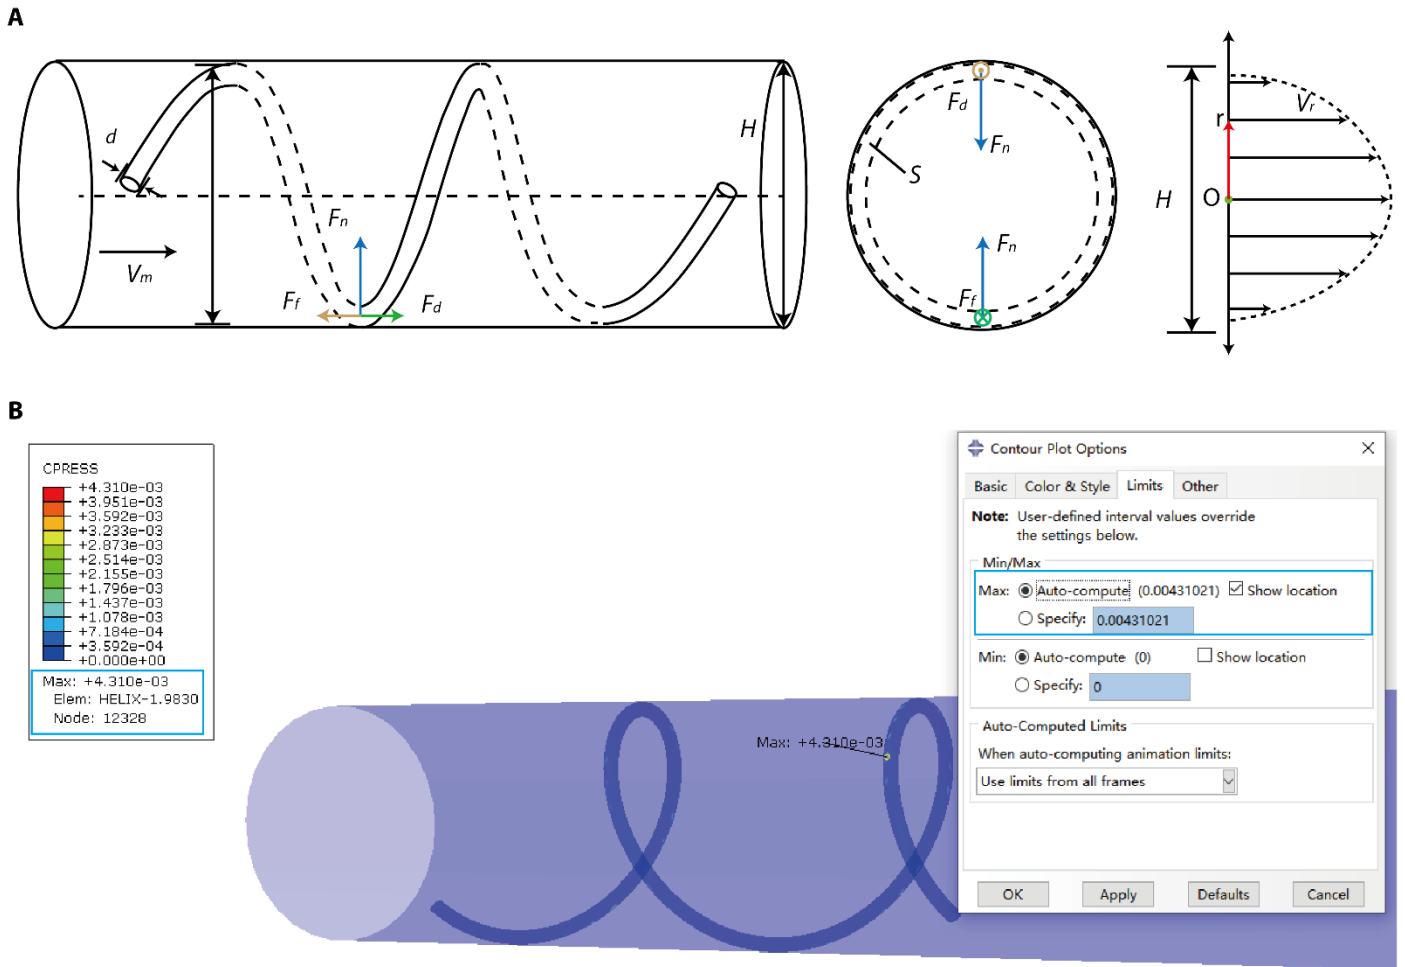 A
d
H
Fn
Vm
Ff
Fd
Fd
Fn
S
Fn
Ff
Vr
r
H
O
B
CPRESS
+4.310e-03
+3.951e-03
+3.592e-03
+3.233e-03
+2.873e-03
+2.514e-03
+2.155e-03
+1.796e-03
+1.437e-03
+1.078e-03
+7.184e-04
+3.592e-04
+0.000e+00
Max: +4.310e-03
Elem: HELIX-1.9830
Node: 12328
Max: +4.310e-03
Contour Plot Options
Basic Color & Style Limits Other
Note: User-defined interval values override
the settings below.
Min/Max
Max: Auto-compute (0.00431021) Show location
Specify: 0.00431021
Min: Auto-compute (0) Show location
Specify: 0
Auto-Computed Limits
When auto-computing animation limits:
Use limits from all frames
OK Apply Defaults Cancel